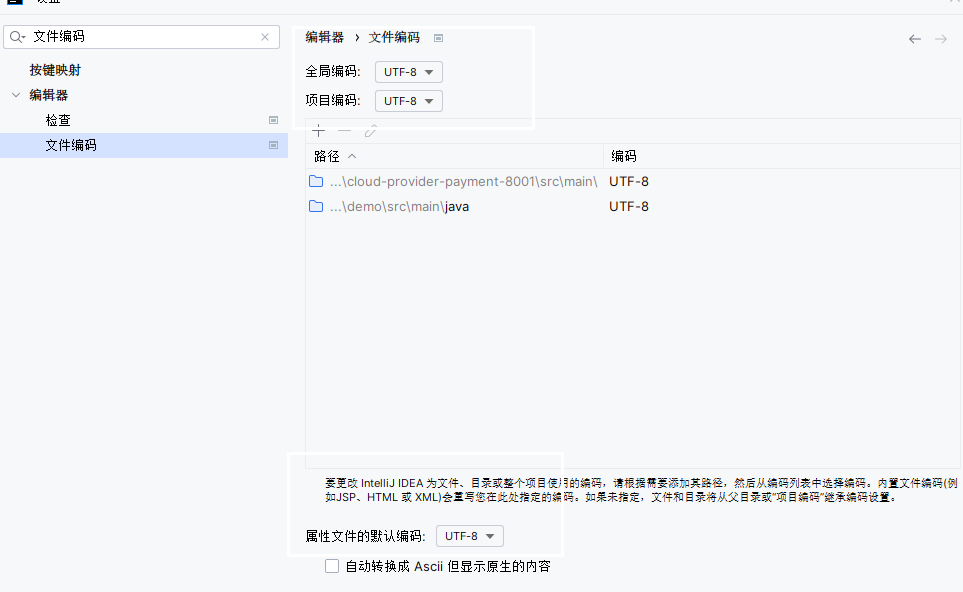 文件编码
按键映射
编辑器
检查
文件编码
编辑器 › 文件编码
全局编码: UTF-8
项目编码: UTF-8
路径 编码
...\cloud-provider-payment-8001\src\main\ UTF-8
...\demo\src\main\java UTF-8
要更改 IntelliJ IDEA 为文件、目录或整个项目使用的编码，请根据需要添加其路径，然后从编码列表中选择编码。内置文件编码(例
如JSP、HTML 或 XML)会重写您在此处指定的编码。如果未指定，文件和目录将从父目录或“项目编码”继承编码设置。
属性文件的默认编码: UTF-8
自动转换成 Ascii 但显示原生的内容